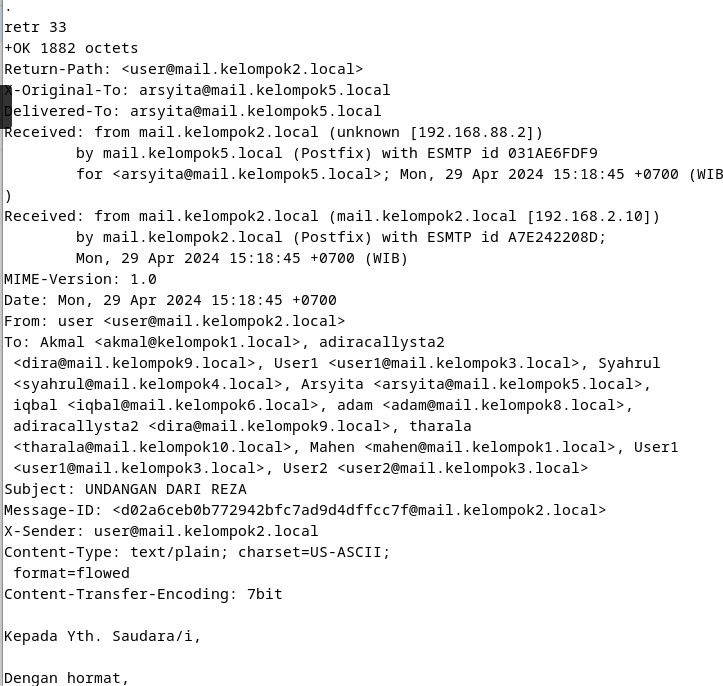 .
retr 33
+OK 1882 octets
Return-Path: <user@mail.kelompok2.local>
X-Original-To: arsyita@mail.kelompok5.local
Delivered-To: arsyita@mail.kelompok5.local
Received: from mail.kelompok2.local (unknown [192.168.88.2])
        by mail.kelompok5.local (Postfix) with ESMTP id 031AE6FDF9
        for <arsyita@mail.kelompok5.local>; Mon, 29 Apr 2024 15:18:45 +0700 (WIB
)
Received: from mail.kelompok2.local (mail.kelompok2.local [192.168.2.10])
        by mail.kelompok2.local (Postfix) with ESMTP id A7E242208D;
        Mon, 29 Apr 2024 15:18:45 +0700 (WIB)
MIME-Version: 1.0
Date: Mon, 29 Apr 2024 15:18:45 +0700
From: user <user@mail.kelompok2.local>
To: Akmal <akmal@kelompok1.local>, adiracallysta2
 <dira@mail.kelompok9.local>, User1 <user1@mail.kelompok3.local>, Syahrul
 <syahrul@mail.kelompok4.local>, Arsyita <arsyita@mail.kelompok5.local>,
 iqbal <iqbal@mail.kelompok6.local>, adam <adam@mail.kelompok8.local>,
 adiracallysta2 <dira@mail.kelompok9.local>, tharala
 <tharala@mail.kelompok10.local>, Mahen <mahen@mail.kelompok1.local>, User1
 <user1@mail.kelompok3.local>, User2 <user2@mail.kelompok3.local>
Subject: UNDANGAN DARI REZA
Message-ID: <d02a6ceb0b772942bfc7ad9d4dffcc7f@mail.kelompok2.local>
X-Sender: user@mail.kelompok2.local
Content-Type: text/plain; charset=US-ASCII;
 format=flowed
Content-Transfer-Encoding: 7bit

Kepada Yth. Saudara/i,

Dengan hormat,